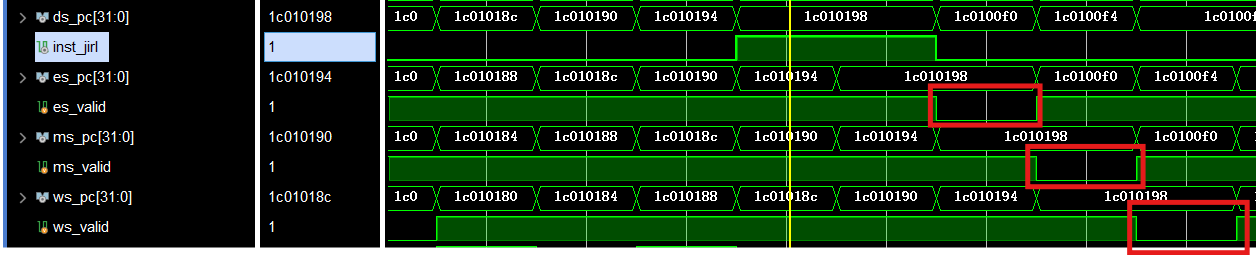 ds_pc[31:0] 1c010198 1c0 1c01018c 1c010190 1c010194 1c010198 1c0100f0 1c0100f4 1c0100f
inst_jirl 1
es_pc[31:0] 1c010194 1c0 1c010188 1c01018c 1c010190 1c010194 1c010198 1c0100f0 1c0100f4
es_valid 1
ms_pc[31:0] 1c010190 1c0 1c010184 1c010188 1c01018c 1c010190 1c010194 1c010198 1c0100f0
ms_valid 1
ws_pc[31:0] 1c01018c 1c0 1c010180 1c010184 1c010188 1c01018c 1c010190 1c010194 1c010198
ws_valid 1